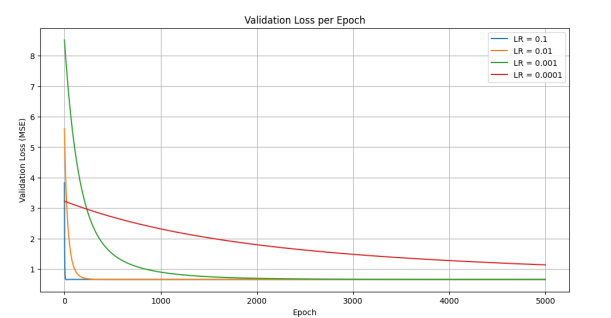 Validation Loss per Epoch
LR = 0.1
LR = 0.01
LR = 0.001
LR = 0.0001
Validation Loss (MSE)
8
7
6
5
4
3
2
1
0
1000
2000
3000
4000
5000
Epoch